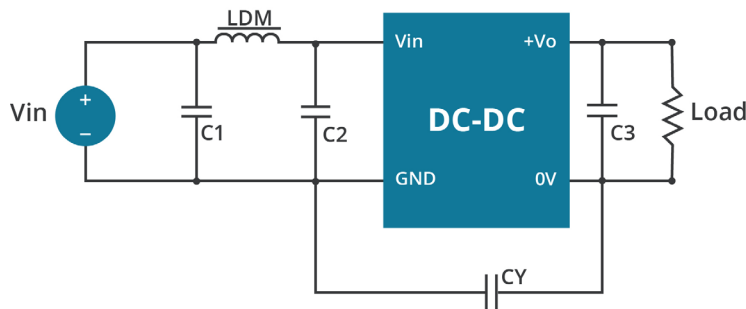 LDM
Vin
+
−
C1
C2
Vin
+Vo
DC-DC
GND
0V
C3
Load
CY